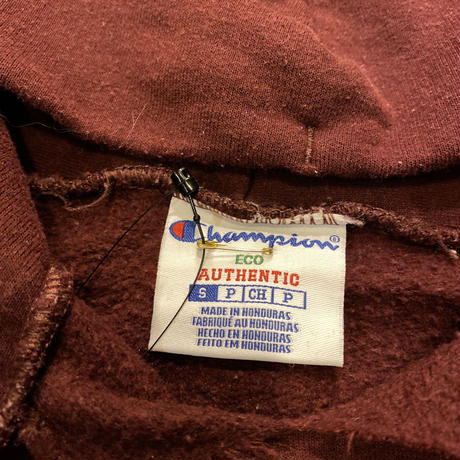 Champion®
ECO
AUTHENTIC
S P CH P
MADE IN HONDURAS
FABRIQUÉ AU HONDURAS
HECHO EN HONDURAS
FEITO EM HONDURAS